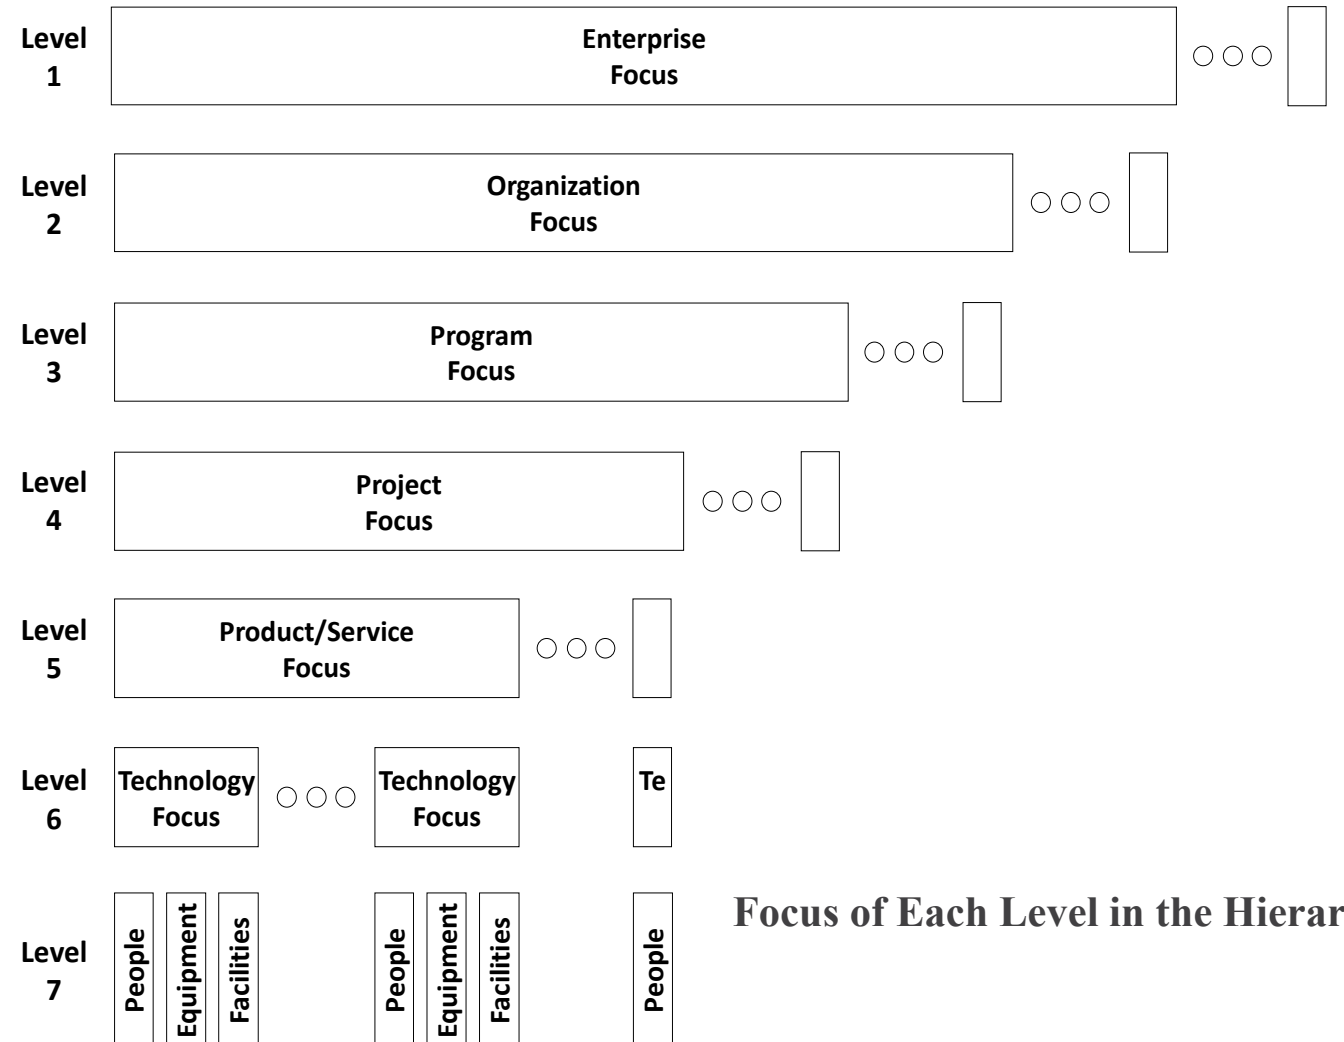 Level
1
Enterprise
Focus
Level
2
Organization
Focus
Level
3
Program
Focus
Level
4
Project
Focus
Level
5
Product/Service
Focus
Level
6
Technology
Focus
Technology
Focus
Te
Level
7
People
Equipment
Facilities
People
Equipment
Facilities
People
Focus of Each Level in the Hierar